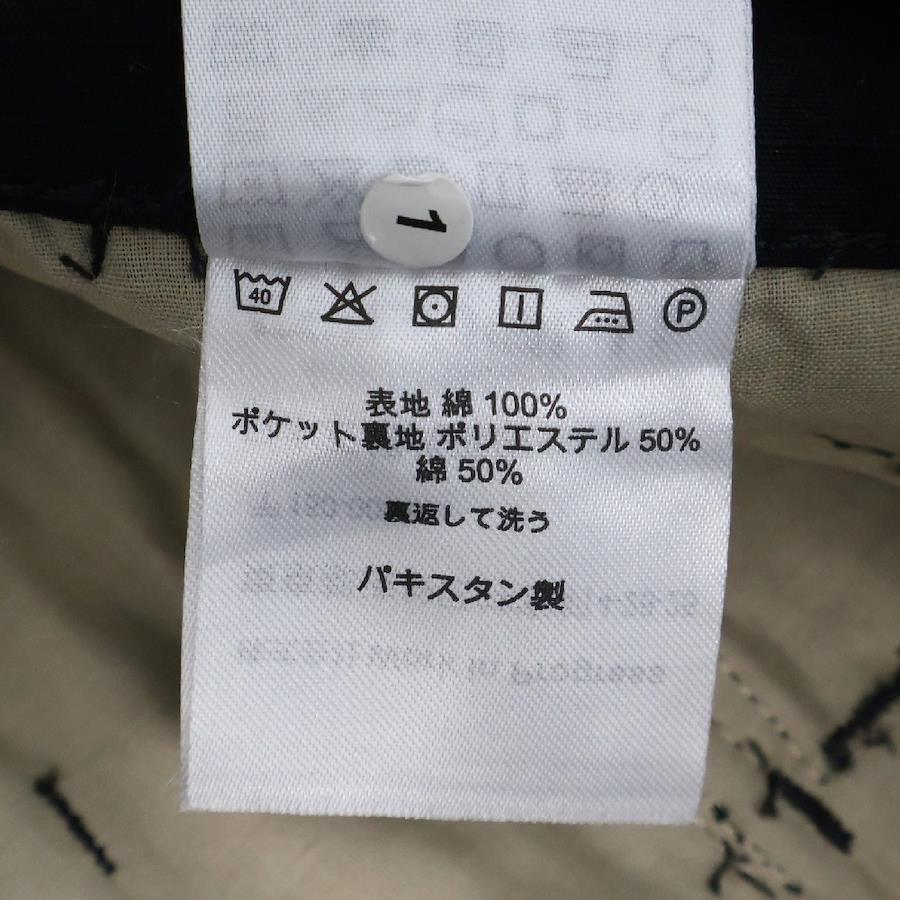 1
40
P
表地 綿 100%
ポケット裏地 ポリエステル 50%
綿 50%
裏返して洗う
パキスタン製